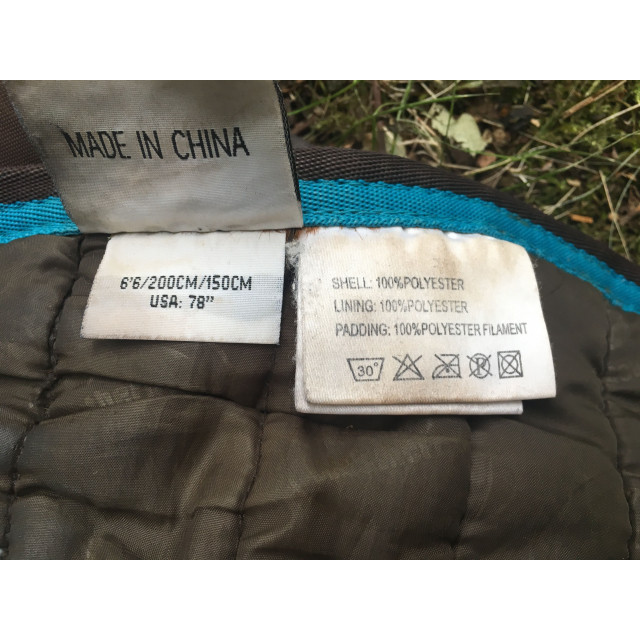 MADE IN CHINA
6'6/200CM/150CM
USA: 78"
SHELL: 100%POLYESTER
LINING: 100%POLYESTER
PADDING: 100%POLYESTER FILAMENT
30°